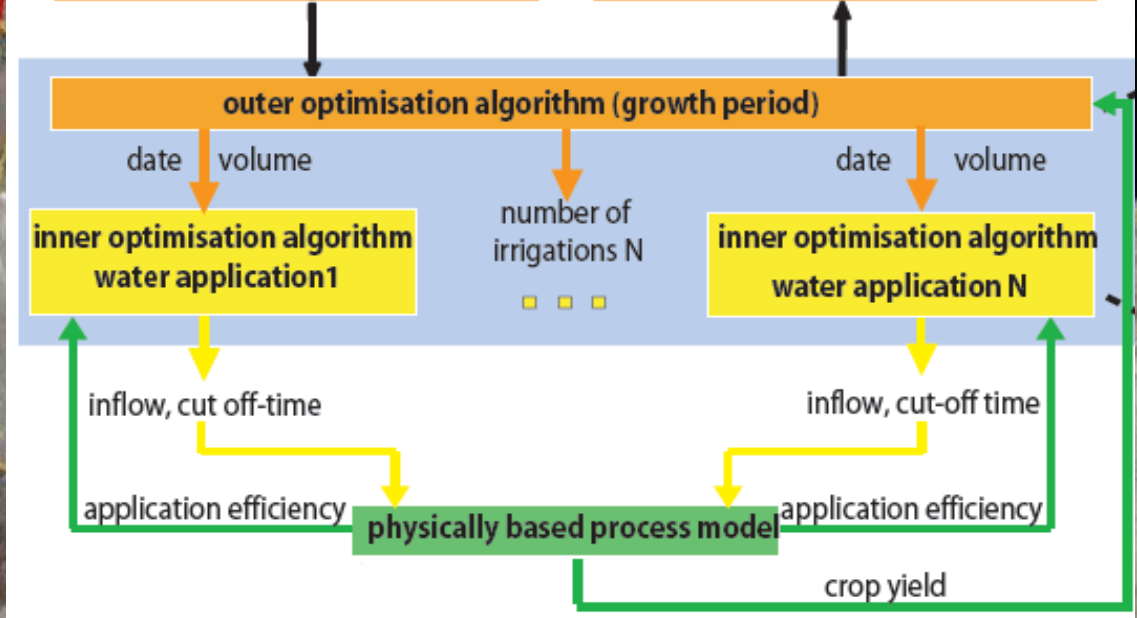 outer optimisation algorithm (growth period)
date volume
date volume
number of
irrigations N
inner optimisation algorithm
water application1
inner optimisation algorithm
water application N
inflow, cut off-time
inflow, cut-off time
application efficiency
physically based process model
application efficiency
crop yield